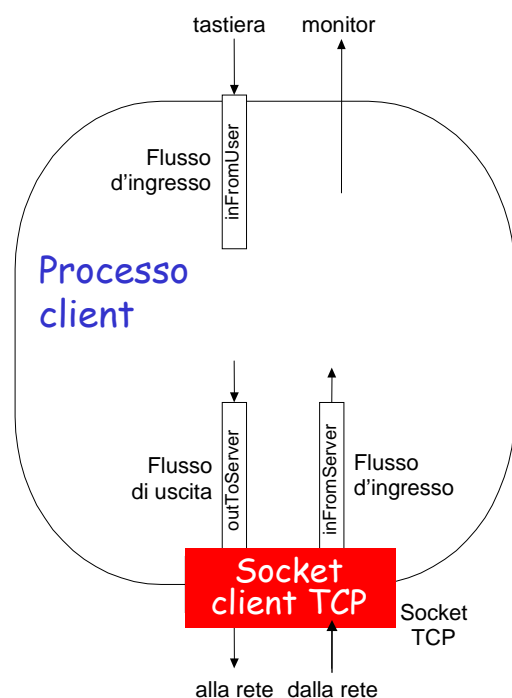 tastiera
monitor
Flusso
d'ingresso
inFromUser
Processo
client
Flusso
di uscita
outToServer
inFromServer
Flusso
d'ingresso
Socket
client TCP
Socket
TCP
alla rete
dalla rete